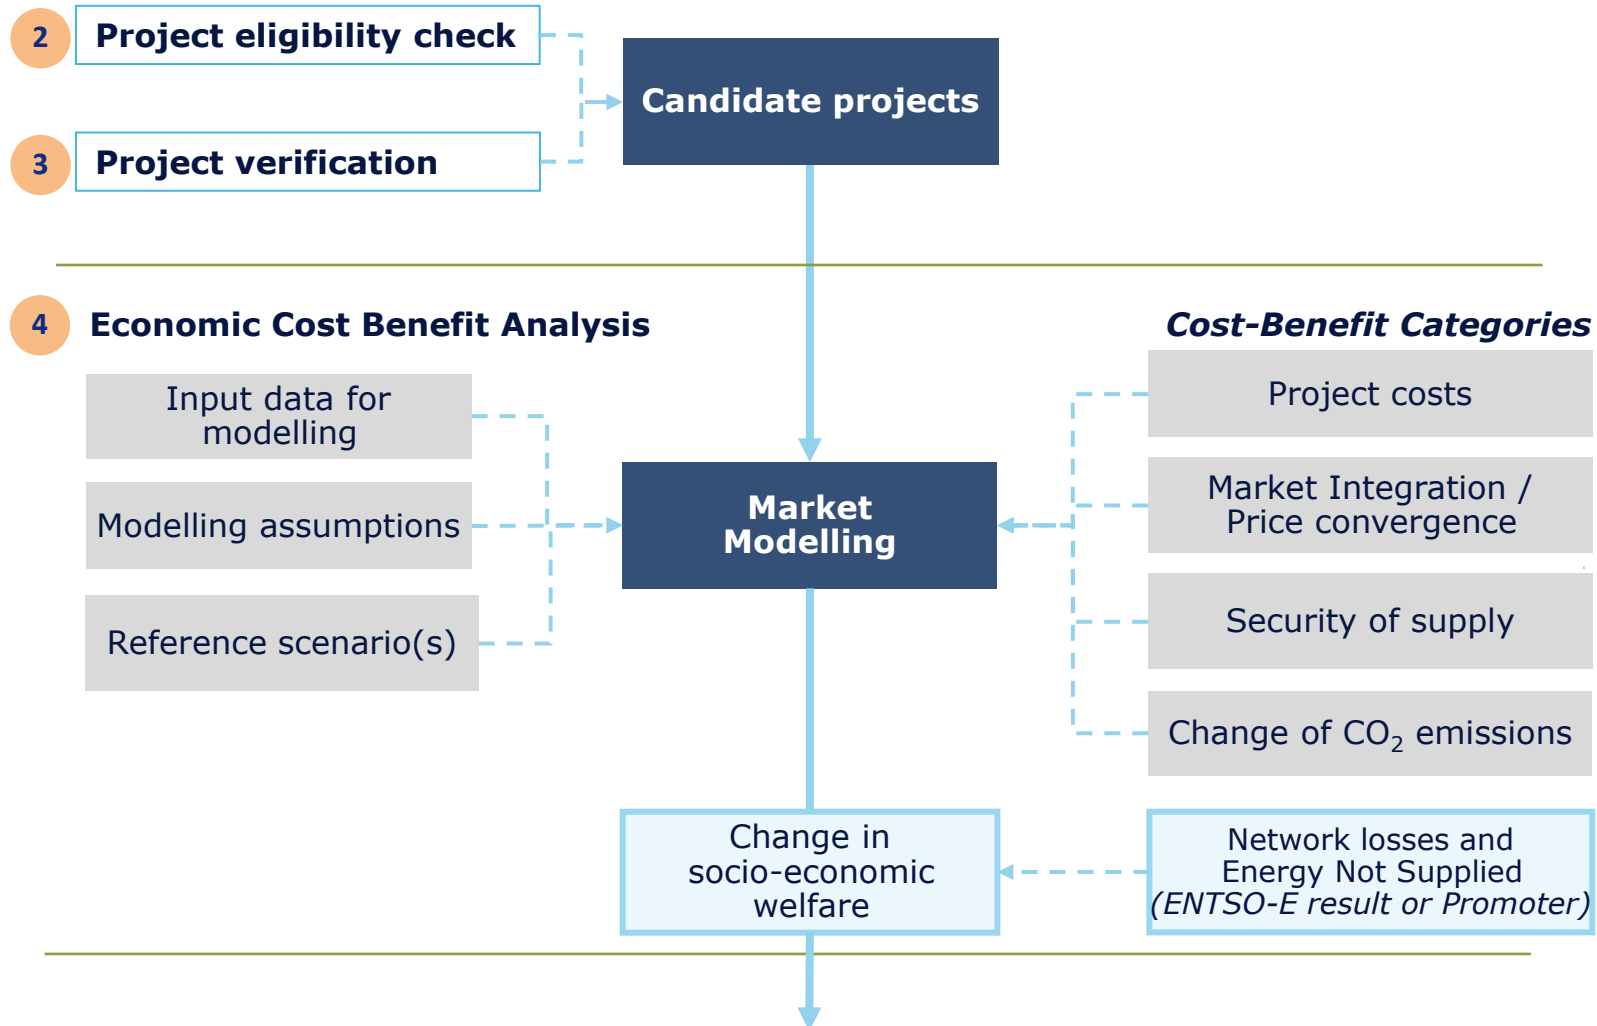 2
Project eligibility check
Candidate projects
3
Project verification
4
Economic Cost Benefit Analysis
Cost-Benefit Categories
Input data for
modelling
Modelling assumptions
Reference scenario(s)
Market
Modelling
Project costs
Market Integration /
Price convergence
Security of supply
Change of CO₂ emissions
Change in
socio-economic
welfare
Network losses and
Energy Not Supplied
(ENTSO-E result or Promoter)